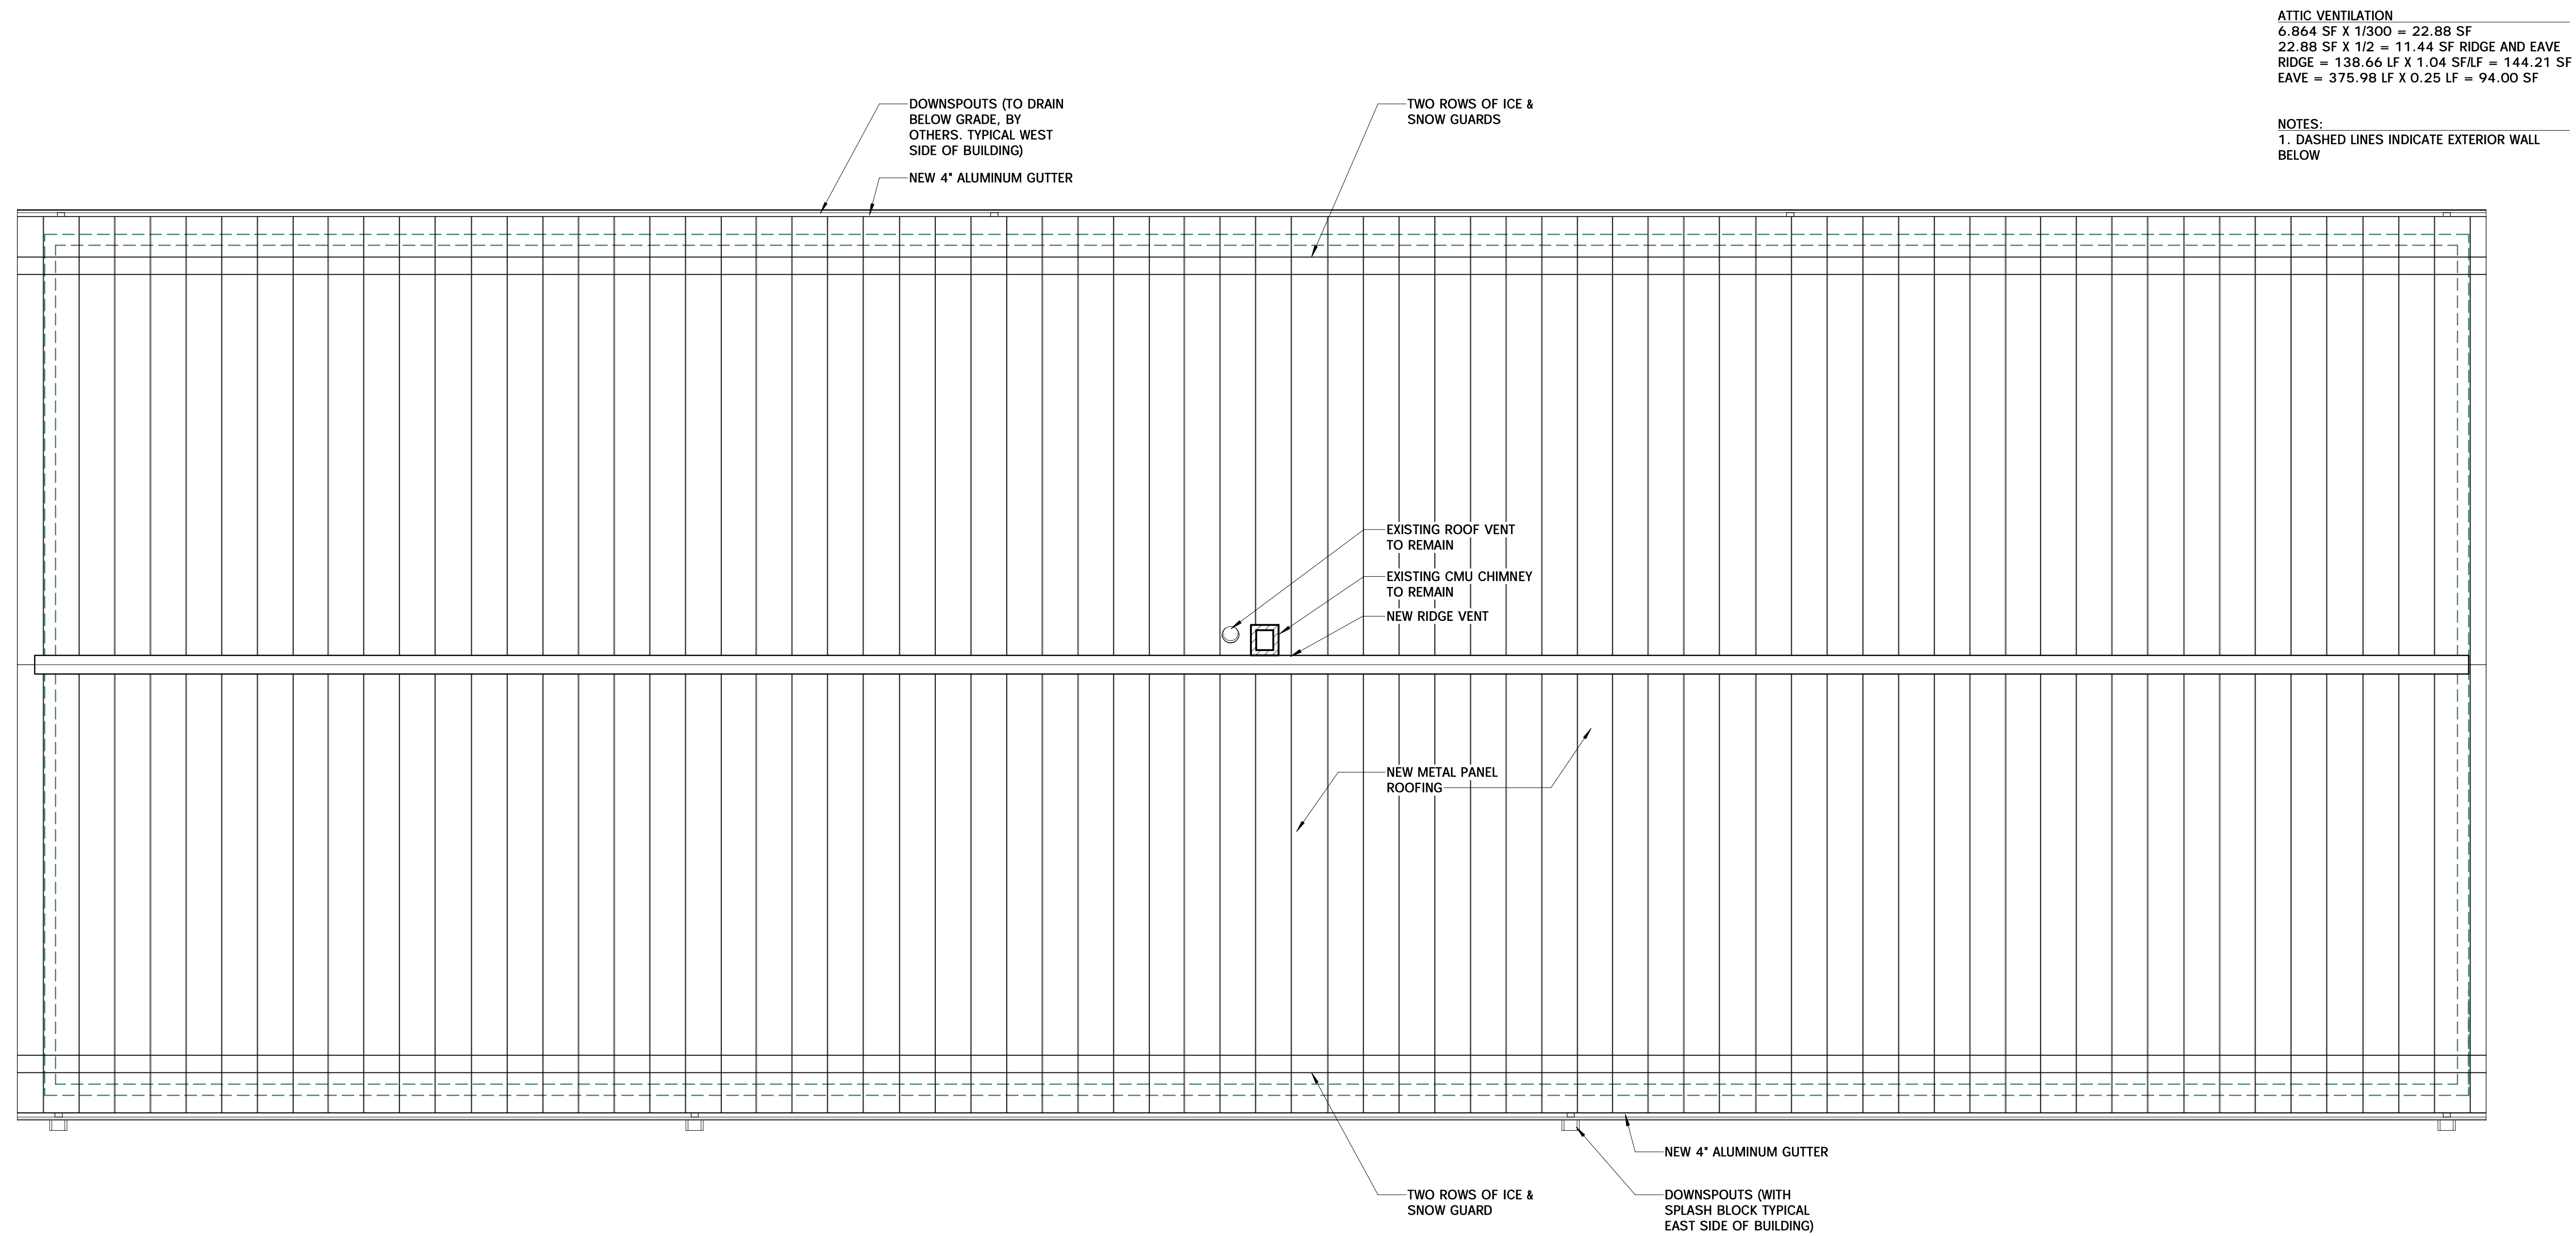 ATTIC VENTILATION
6.864 SF X 1/300 = 22.88 SF
22.88 SF X 1/2 = 11.44 SF RIDGE AND EAVE
RIDGE = 138.66 LF X 1.04 SF/LF = 144.21 SF
EAVE = 375.98 LF X 0.25 LF = 94.00 SF
NOTES:
1. DASHED LINES INDICATE EXTERIOR WALL
BELOW
DOWNSPOUTS (TO DRAIN
BELOW GRADE, BY
OTHERS. TYPICAL WEST
SIDE OF BUILDING)
NEW 4" ALUMINUM GUTTER
TWO ROWS OF ICE &
SNOW GUARDS
EXISTING ROOF VENT
TO REMAIN
EXISTING CMU CHIMNEY
TO REMAIN
NEW RIDGE VENT
NEW METAL PANEL
ROOFING
NEW 4" ALUMINUM GUTTER
TWO ROWS OF ICE &
SNOW GUARD
DOWNSPOUTS (WITH
SPLASH BLOCK TYPICAL
EAST SIDE OF BUILDING)